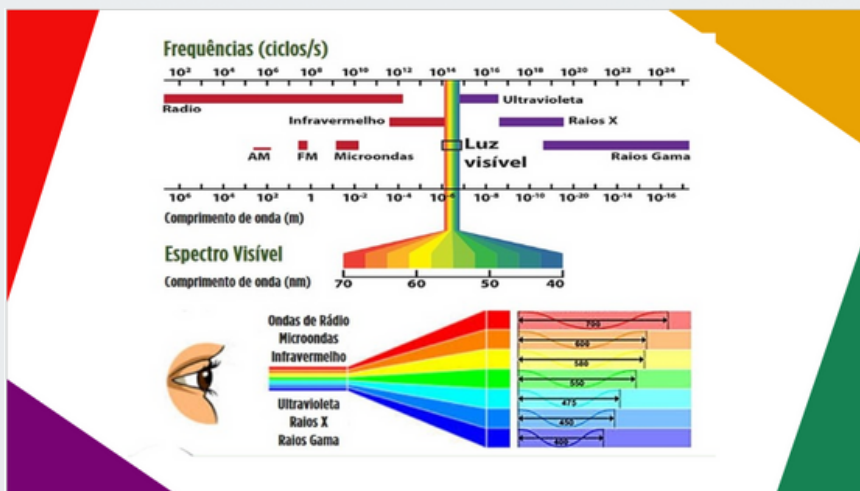 Frequências (ciclos/s)
10² 10⁴ 10⁶ 10⁸ 10¹⁰ 10¹² 10¹⁴ 10¹⁶ 10¹⁸ 10²⁰ 10²² 10²⁴
Radio
Ultravioleta
Infravermelho
Raios X
AM
FM
Microondas
Luz
visível
Raios Gama
10⁶ 10⁴ 10² 1 10⁻² 10⁻⁴ 10⁻⁶ 10⁻⁸ 10⁻¹⁰ 10⁻²⁰ 10⁻¹⁴ 10⁻¹⁶
Comprimento de onda (m)
Espectro Visível
Comprimento de onda (nm)
70 60 50 40
Ondas de Rádio
Microondas
Infravermelho
Ultravioleta
Raios X
Raios Gama
700
600
580
550
475
450
400